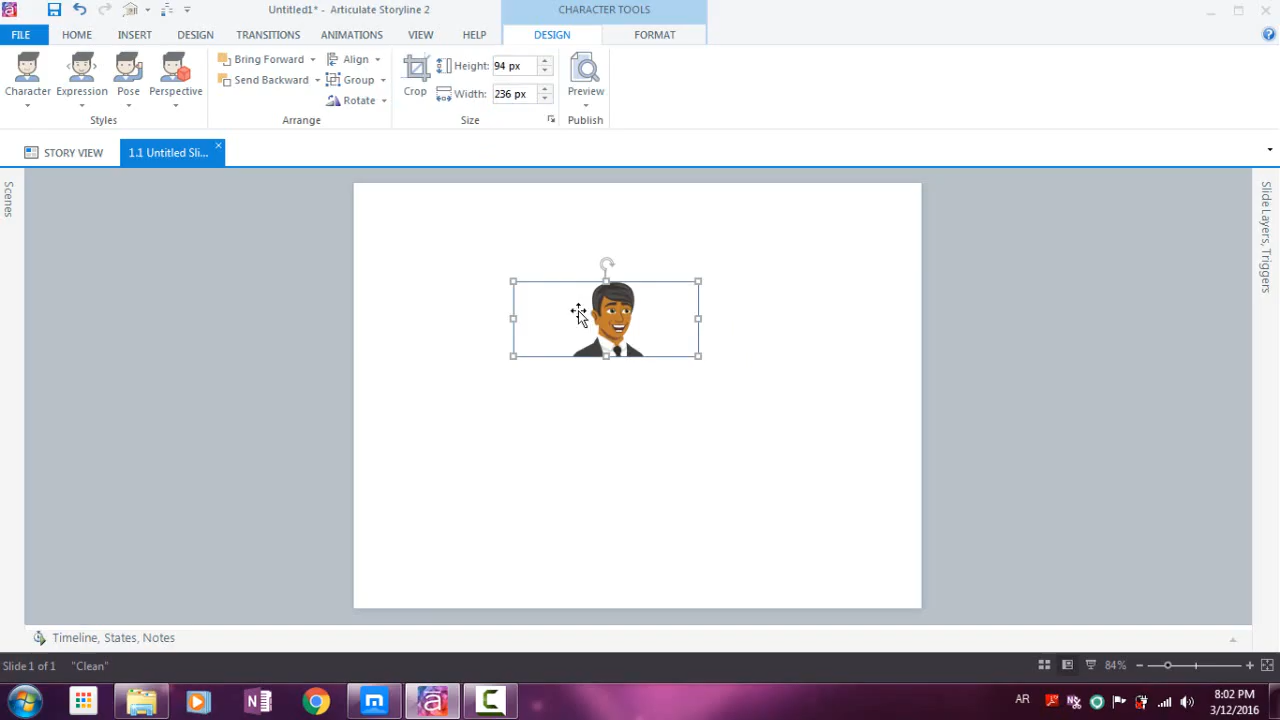 Untitled1* - Articulate Storyline 2
CHARACTER TOOLS
FILE HOME INSERT DESIGN TRANSITIONS ANIMATIONS VIEW HELP DESIGN FORMAT
Character Expression Pose Perspective
Styles
Bring Forward Align
Send Backward Group
Rotate
Arrange
Crop
Height: 94 px
Width: 236 px
Size
Preview
Publish
STORY VIEW 1.1 Untitled Sli...
Scenes
Slide Layers, Triggers
Timeline, States, Notes
Slide 1 of 1 "Clean" 84%
AR
8:02 PM
3/12/2016